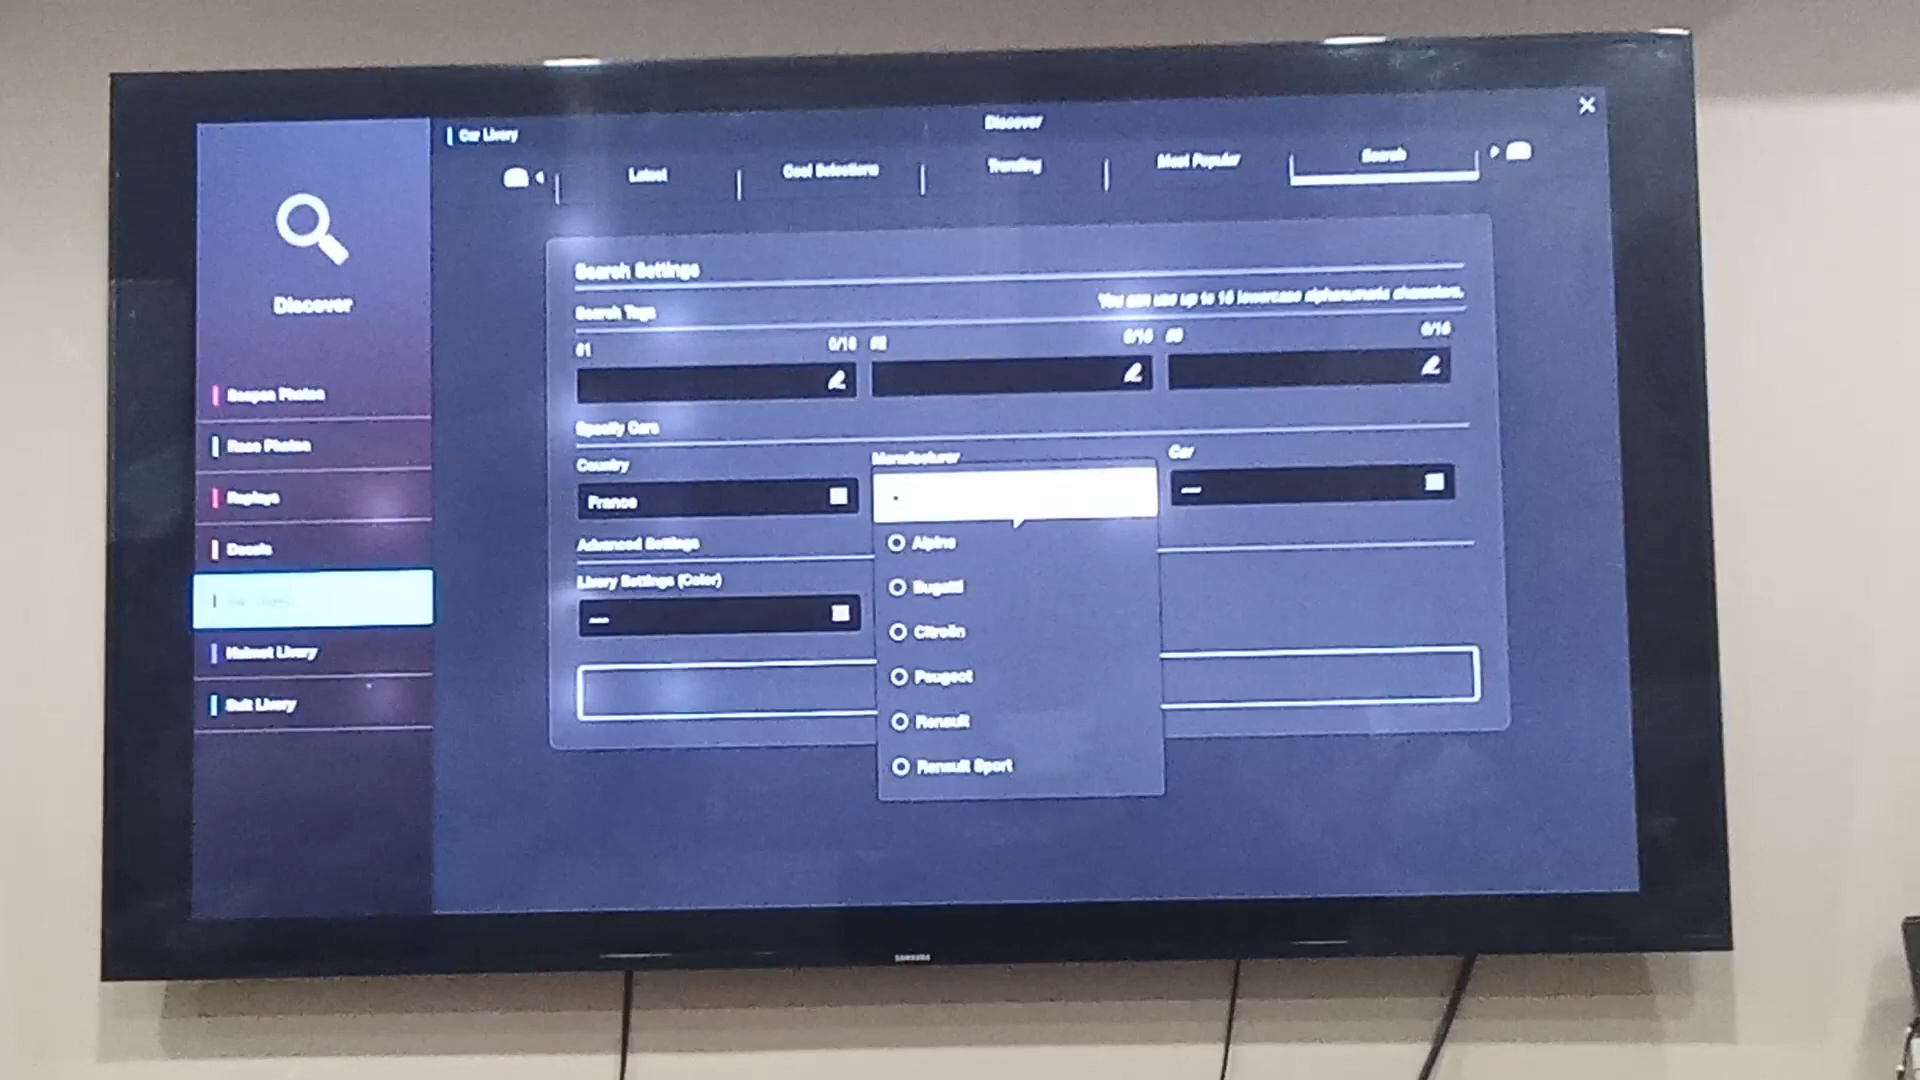 Car Livery
Discover
Latest
Cool Selections
Trending
Most Popular
Search
Discover
Scapes Photos
Race Photos
Replays
Decals
Helmet Livery
Suit Livery
Search Settings
Search Tags
You can use up to 16 lowercase alphanumeric characters.
#1 0/16 #2 0/16 #3 0/16
Specify Cars
Country Manufacturer Car
France
Alpine
Bugatti
Citroën
Peugeot
Renault
Renault Sport
Advanced Settings
Livery Settings (Color)
SAMSUNG